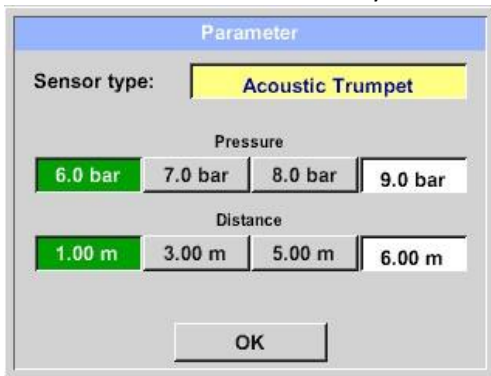 Parameter
Sensor type: Acoustic Trumpet
Pressure
6.0 bar 7.0 bar 8.0 bar 9.0 bar
Distance
1.00 m 3.00 m 5.00 m 6.00 m
OK